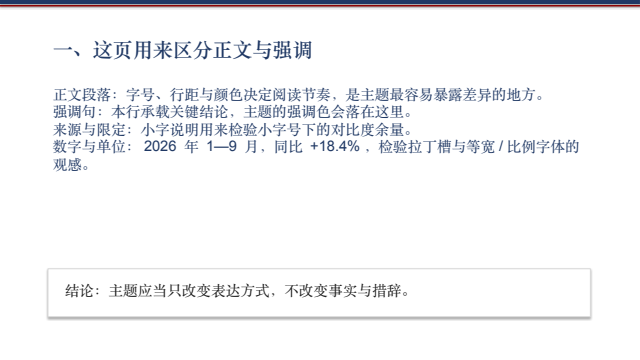 一、这页用来区分正文与强调
正文段落：字号、行距与颜色决定阅读节奏，是主题最容易暴露差异的地方。
强调句：本行承载关键结论，主题的强调色会落在这里。
来源与限定：小字说明用来检验小字号下的对比度余量。
数字与单位： 2026 年 1—9 月，同比 +18.4% ，检验拉丁槽与等宽 / 比例字体的
观感。
结论：主题应当只改变表达方式，不改变事实与措辞。